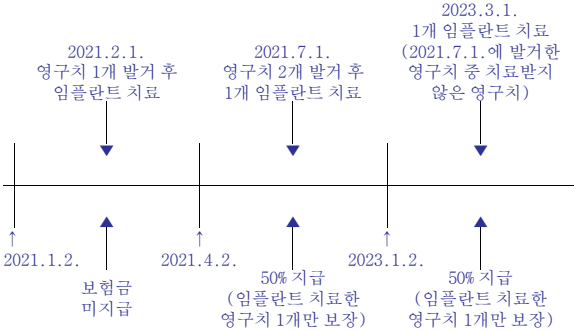 2021.2.1.
영구치 1개 발거 후
임플란트 치료
2021.7.1.
영구치 2개 발거 후
1개 임플란트 치료
2023.3.1.
1개 임플란트 치료
(2021.7.1.에 발거한
영구치 중 치료받지
않은 영구치)
↑
2021.1.2.
보험금
미지급
↑
2021.4.2.
50% 지급
(임플란트 치료한
영구치 1개만 보장)
↑
2023.1.2.
50% 지급
(임플란트 치료한
영구치 1개만 보장)